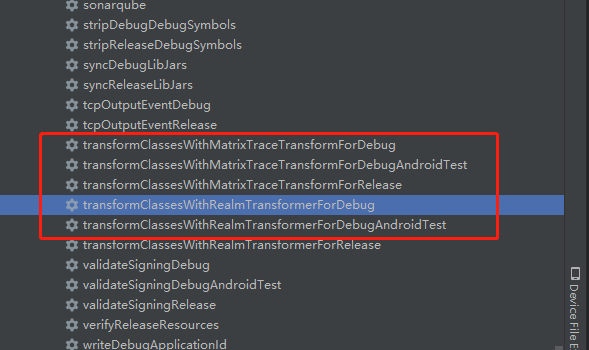 sonarqube
stripDebugDebugSymbols
stripReleaseDebugSymbols
syncDebugLibJars
syncReleaseLibJars
tcpOutputEventDebug
tcpOutputEventRelease
transformClassesWithMatrixTraceTransformForDebug
transformClassesWithMatrixTraceTransformForDebugAndroidTest
transformClassesWithMatrixTraceTransformForRelease
transformClassesWithRealmTransformerForDebug
transformClassesWithRealmTransformerForDebugAndroidTest
transformClassesWithRealmTransformerForRelease
validateSigningDebug
validateSigningDebugAndroidTest
validateSigningRelease
verifyReleaseResources
writeDebugApplicationId
Device File E